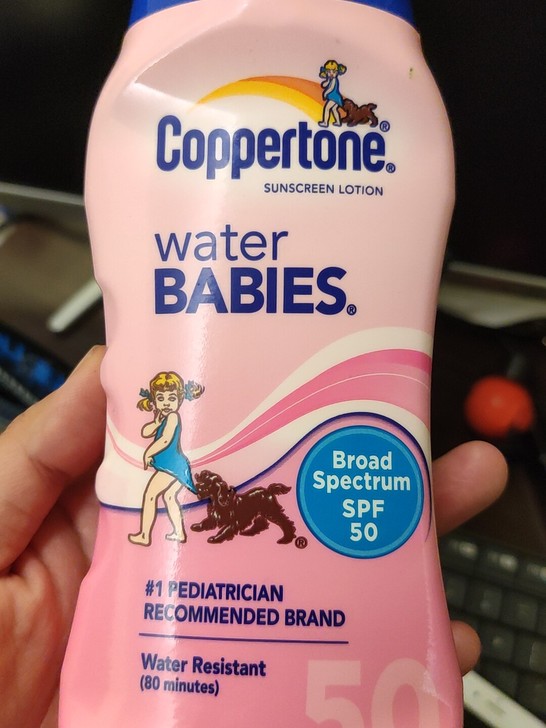 Coppertone®
SUNSCREEN LOTION
water
BABIES®
Broad
Spectrum
SPF
50
®
#1 PEDIATRICIAN
RECOMMENDED BRAND
Water Resistant
(80 minutes)
50